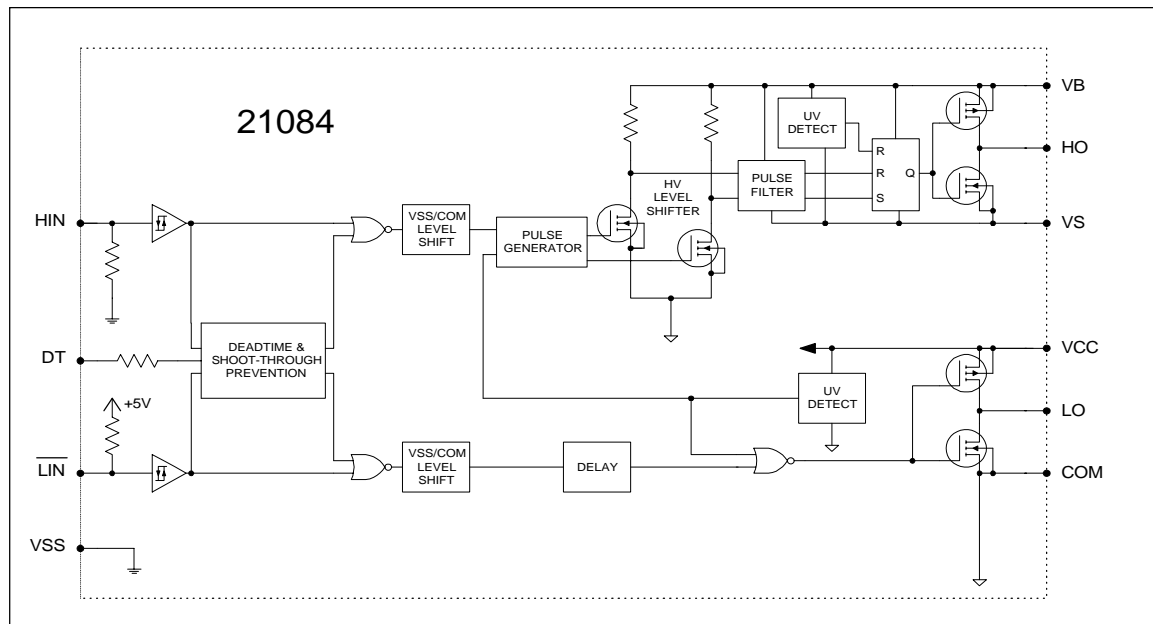 21084
VB
UV
DETECT
HO
R
R
Q
S
PULSE
FILTER
HV
LEVEL
SHIFTER
HIN
VSS/COM
LEVEL
SHIFT
PULSE
GENERATOR
VS
DT
DEADTIME &
SHOOT-THROUGH
PREVENTION
VCC
UV
DETECT
+5V
LO
LIN
VSS/COM
LEVEL
SHIFT
DELAY
COM
VSS